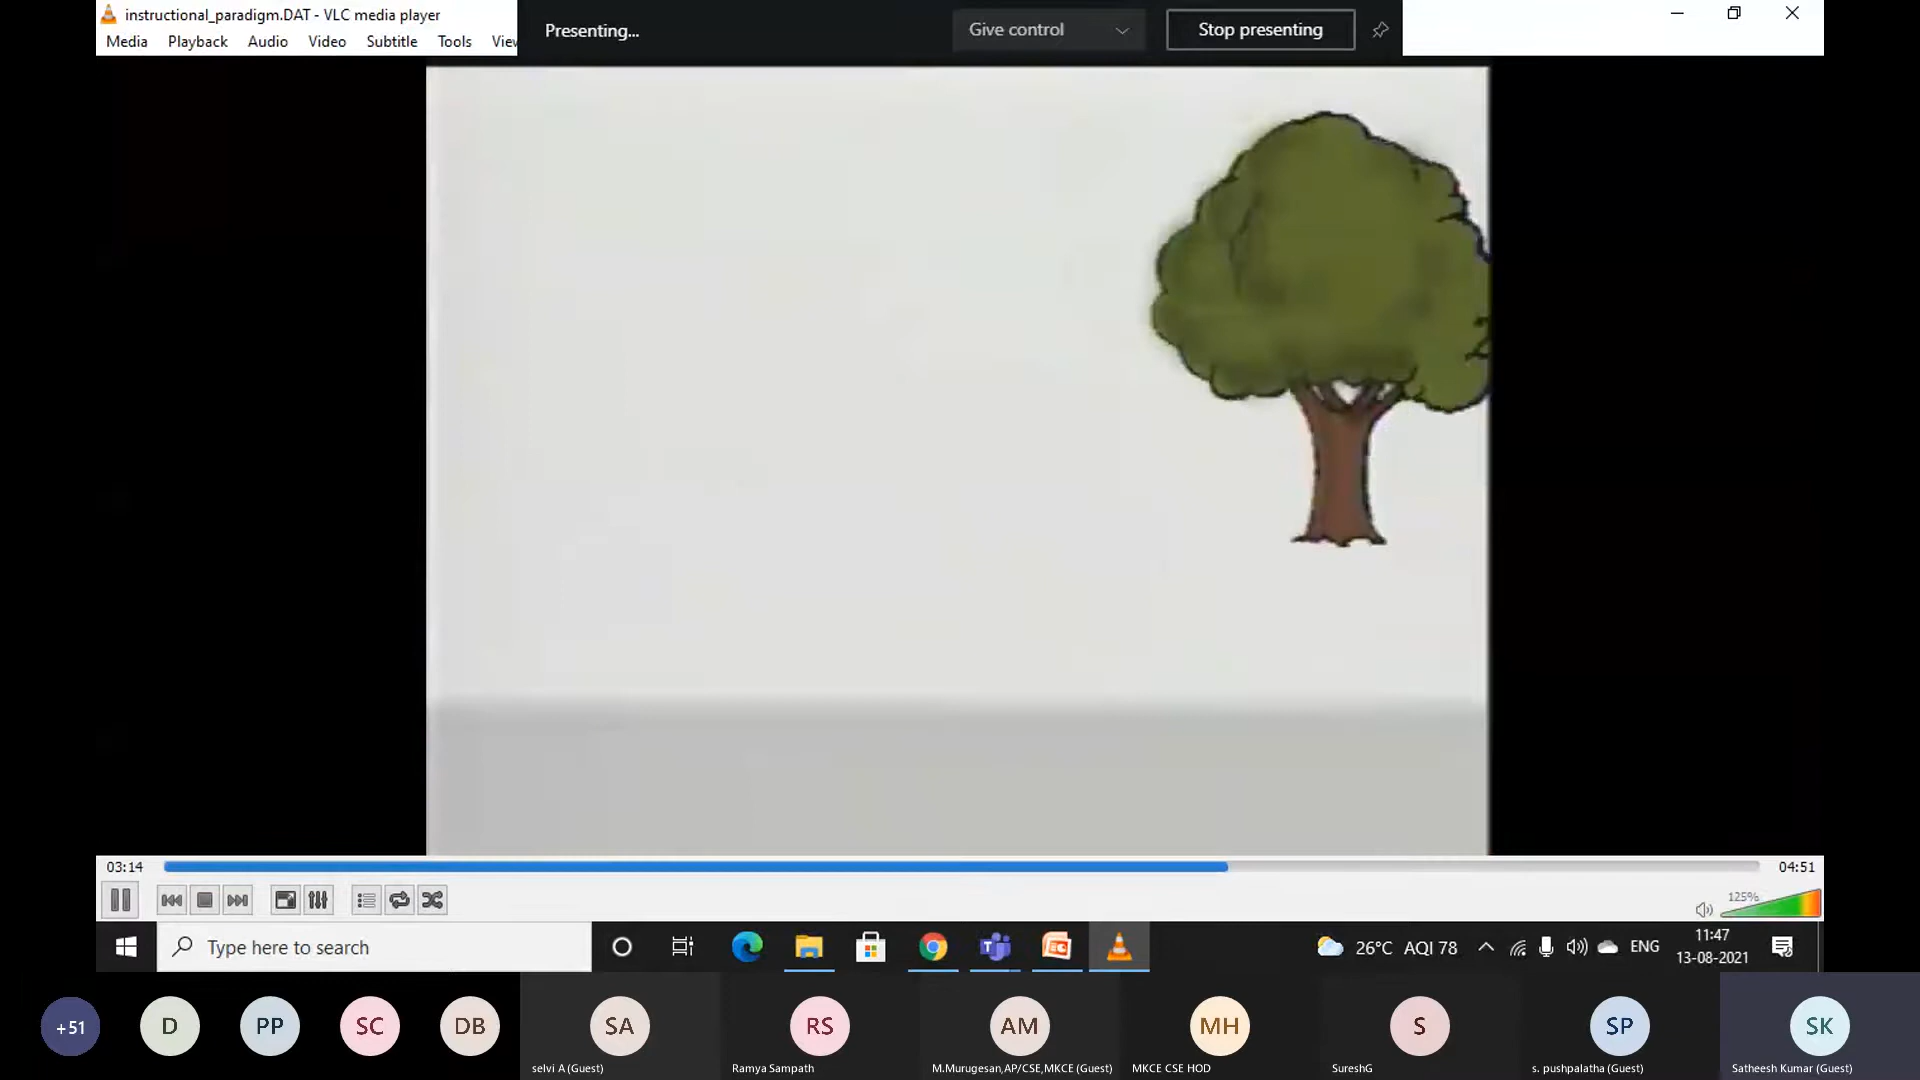 instructional_paradigm.DAT - VLC media player
Media Playback Audio Video Subtitle Tools Viev
Presenting...
Give control
Stop presenting
03:14
04:51
125%
Type here to search
26°C AQI 78
ENG
11:47
13-08-2021
+51
D
PP
SC
DB
SA
RS
AM
MH
S
SP
SK
selvi A (Guest)
Ramya Sampath
M.Murugesan,AP/CSE,MKCE (Guest)
MKCE CSE HOD
SureshG
s. pushpalatha (Guest)
Satheesh Kumar (Guest)